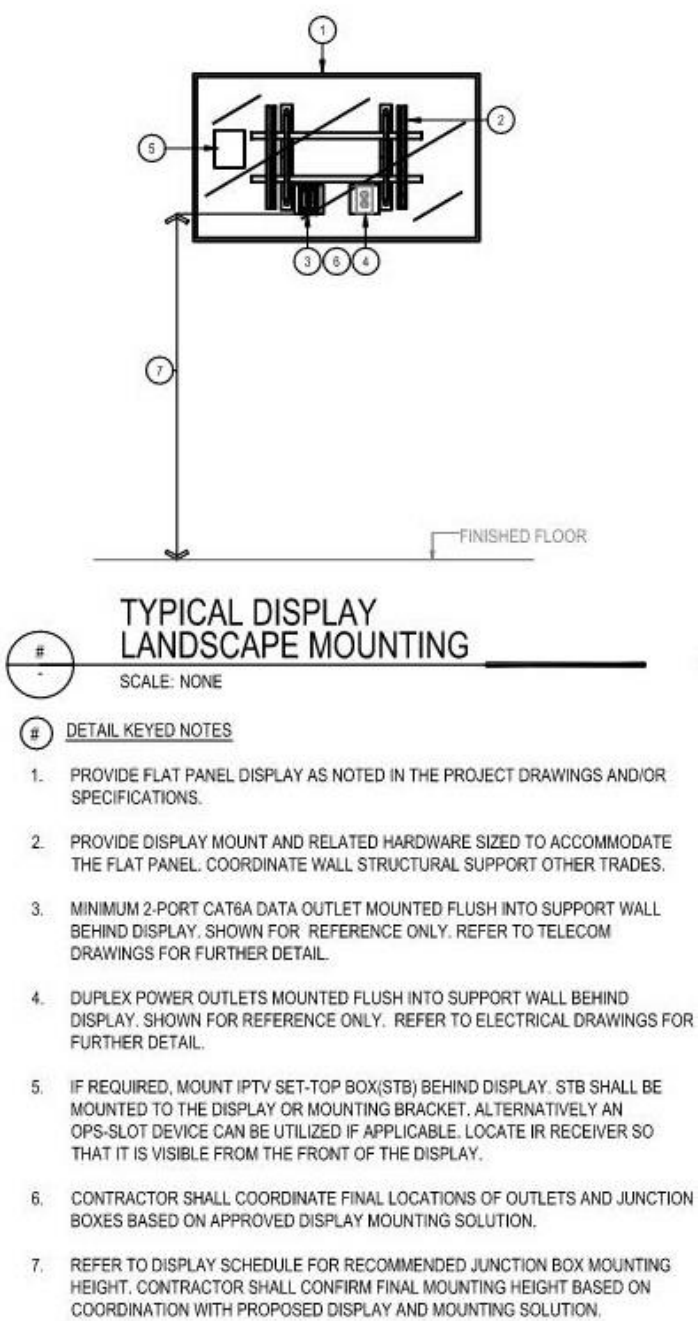 1
2
5
3 6 4
7
FINISHED FLOOR
TYPICAL DISPLAY
LANDSCAPE MOUNTING
#
-
SCALE: NONE
# DETAIL KEYED NOTES
1. PROVIDE FLAT PANEL DISPLAY AS NOTED IN THE PROJECT DRAWINGS AND/OR
SPECIFICATIONS.
2. PROVIDE DISPLAY MOUNT AND RELATED HARDWARE SIZED TO ACCOMMODATE
THE FLAT PANEL. COORDINATE WALL STRUCTURAL SUPPORT OTHER TRADES.
3. MINIMUM 2-PORT CAT6A DATA OUTLET MOUNTED FLUSH INTO SUPPORT WALL
BEHIND DISPLAY. SHOWN FOR REFERENCE ONLY. REFER TO TELECOM
DRAWINGS FOR FURTHER DETAIL.
4. DUPLEX POWER OUTLETS MOUNTED FLUSH INTO SUPPORT WALL BEHIND
DISPLAY. SHOWN FOR REFERENCE ONLY. REFER TO ELECTRICAL DRAWINGS FOR
FURTHER DETAIL.
5. IF REQUIRED, MOUNT IPTV SET-TOP BOX(STB) BEHIND DISPLAY. STB SHALL BE
MOUNTED TO THE DISPLAY OR MOUNTING BRACKET. ALTERNATIVELY AN
OPS-SLOT DEVICE CAN BE UTILIZED IF APPLICABLE. LOCATE IR RECEIVER SO
THAT IT IS VISIBLE FROM THE FRONT OF THE DISPLAY.
6. CONTRACTOR SHALL COORDINATE FINAL LOCATIONS OF OUTLETS AND JUNCTION
BOXES BASED ON APPROVED DISPLAY MOUNTING SOLUTION.
7. REFER TO DISPLAY SCHEDULE FOR RECOMMENDED JUNCTION BOX MOUNTING
HEIGHT. CONTRACTOR SHALL CONFIRM FINAL MOUNTING HEIGHT BASED ON
COORDINATION WITH PROPOSED DISPLAY AND MOUNTING SOLUTION.